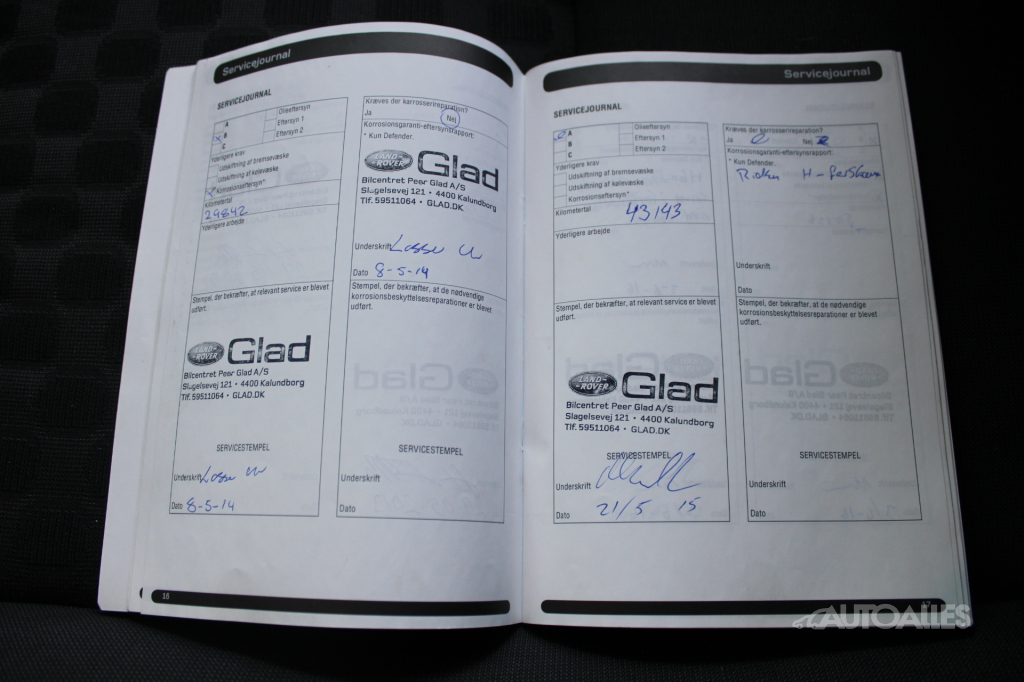 Servicejournal
SERVICEJOURNAL
A
x B
C
Olieeftersyn
Eftersyn 1
Eftersyn 2
Yderligere krav
Udskiftning af bremsevæske
Udskiftning af kølevæske
x Korrosionseftersyn*
Kilometertal
29842
Yderligere arbejde
Stempel, der bekræfter, at relevant service er blevet
udført.
LAND-ROVER Glad
Bilcentret Peer Glad A/S
Slagelsevej 121 • 4400 Kalundborg
Tlf. 59511064 • GLAD.DK
SERVICESTEMPEL
Underskrift Lasse
Dato 8-5-14
Kræves der karrosserireparation?
Ja Nej
Korrosionsgaranti-eftersynsrapport:
* Kun Defender.
LAND-ROVER Glad
Bilcentret Peer Glad A/S
Slagelsevej 121 • 4400 Kalundborg
Tlf. 59511064 • GLAD.DK
Underskrift Lasse
Dato 8-5-14
Stempel, der bekræfter, at de nødvendige
korrosionsbeskyttelsesreparationer er blevet
udført.
SERVICESTEMPEL
Underskrift
Dato
16
Servicejournal
SERVICEJOURNAL
A
B
C
Olieeftersyn
Eftersyn 1
Eftersyn 2
Yderligere krav
Udskiftning af bremsevæske
Udskiftning af kølevæske
Korrosionseftersyn*
Kilometertal 43143
Yderligere arbejde
Stempel, der bekræfter, at relevant service er blevet
udført.
LAND-ROVER Glad
Bilcentret Peer Glad A/S
Slagelsevej 121 • 4400 Kalundborg
Tlf. 59511064 • GLAD.DK
SERVICESTEMPEL
Underskrift
Dato 21/5 15
Kræves der karrosserireparation?
Ja Nej
Korrosionsgaranti-eftersynsrapport:
* Kun Defender.
Underskrift
Dato
Stempel, der bekræfter, at de nødvendige
korrosionsbeskyttelsesreparationer er blevet
udført.
SERVICESTEMPEL
Underskrift
Dato
AUTOALLES